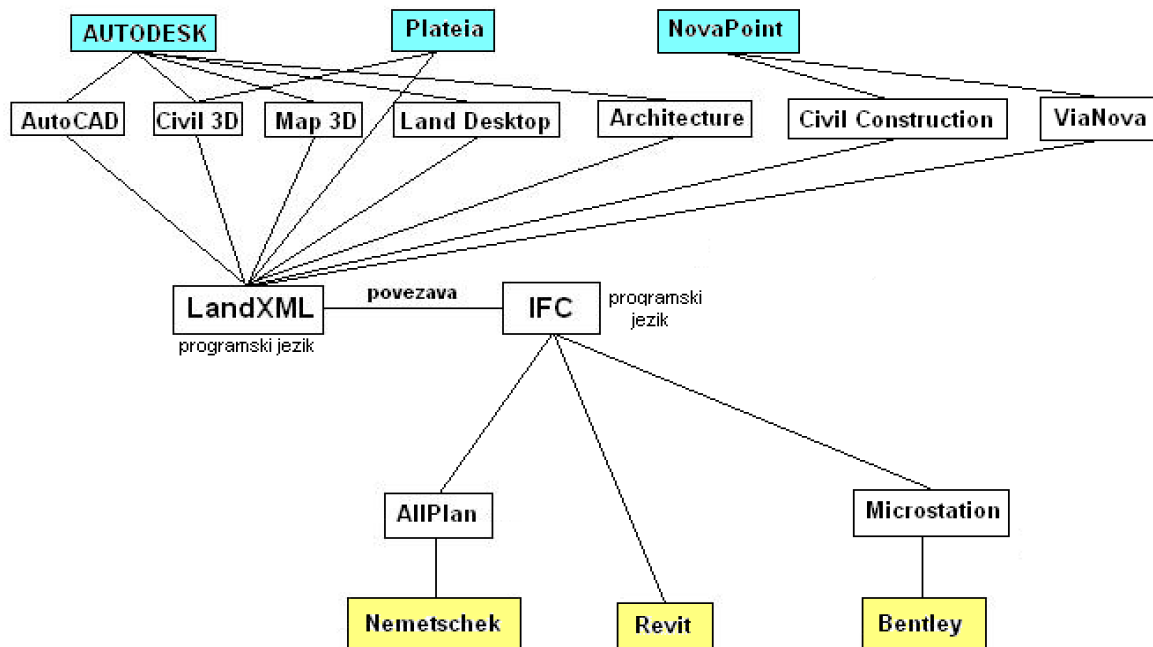 AUTODESK
Plateia
NovaPoint
AutoCAD
Civil 3D
Map 3D
Land Desktop
Architecture
Civil Construction
ViaNova
LandXML
programski jezik
povezava
IFC
programski
jezik
AllPlan
Microstation
Nemetschek
Revit
Bentley